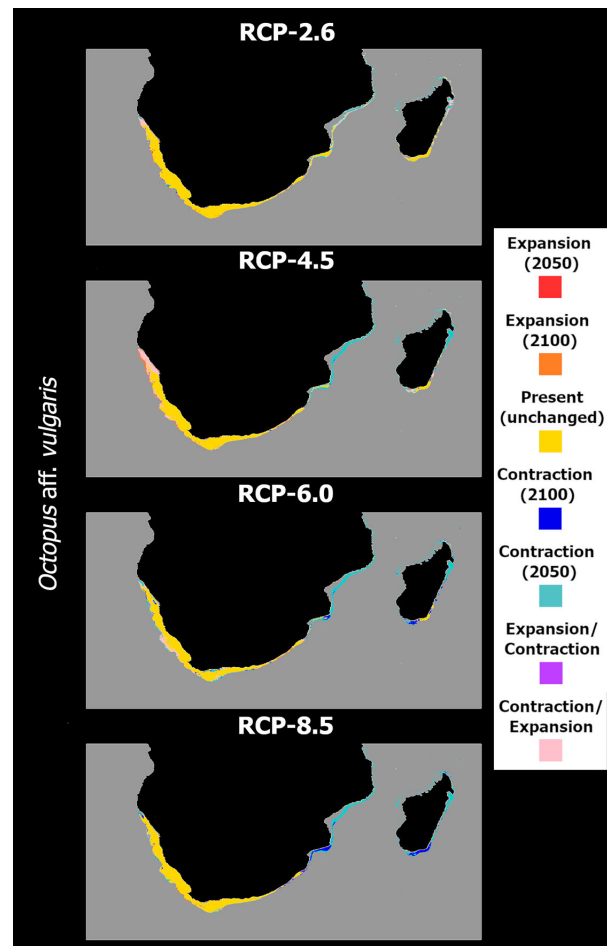 RCP-2.6
RCP-4.5
RCP-6.0
RCP-8.5
Octopus aff. vulgaris
Expansion
(2050)
Expansion
(2100)
Present
(unchanged)
Contraction
(2100)
Contraction
(2050)
Expansion/
Contraction
Contraction/
Expansion